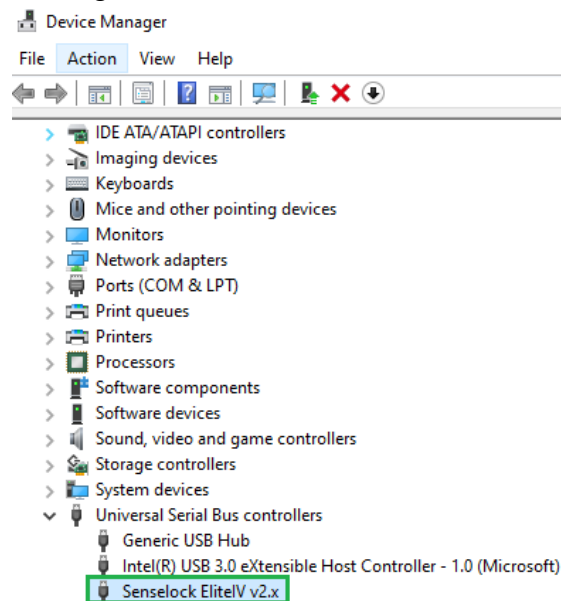 Device Manager
File Action View Help
IDE ATA/ATAPI controllers
Imaging devices
Keyboards
Mice and other pointing devices
Monitors
Network adapters
Ports (COM & LPT)
Print queues
Printers
Processors
Software components
Software devices
Sound, video and game controllers
Storage controllers
System devices
Universal Serial Bus controllers
Generic USB Hub
Intel(R) USB 3.0 eXtensible Host Controller - 1.0 (Microsoft)
Senselock EliteIV v2.x